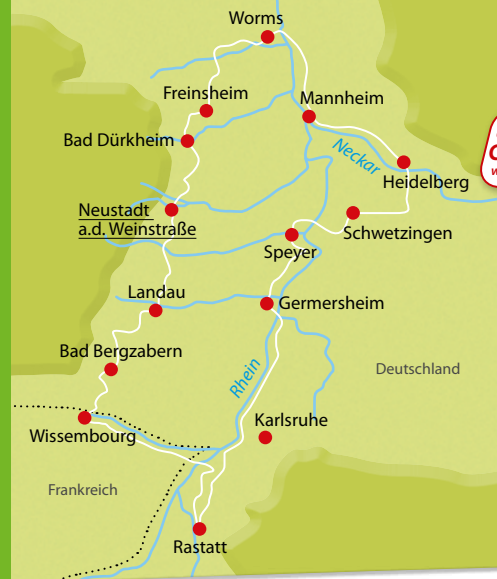 Worms
Freinsheim
Mannheim
Bad Dürkheim
Neckar
Heidelberg
Neustadt
a.d. Weinstraße
Schwetzingen
Speyer
Landau
Germersheim
Bad Bergzabern
Rhein
Deutschland
Karlsruhe
Wissembourg
Frankreich
Rastatt